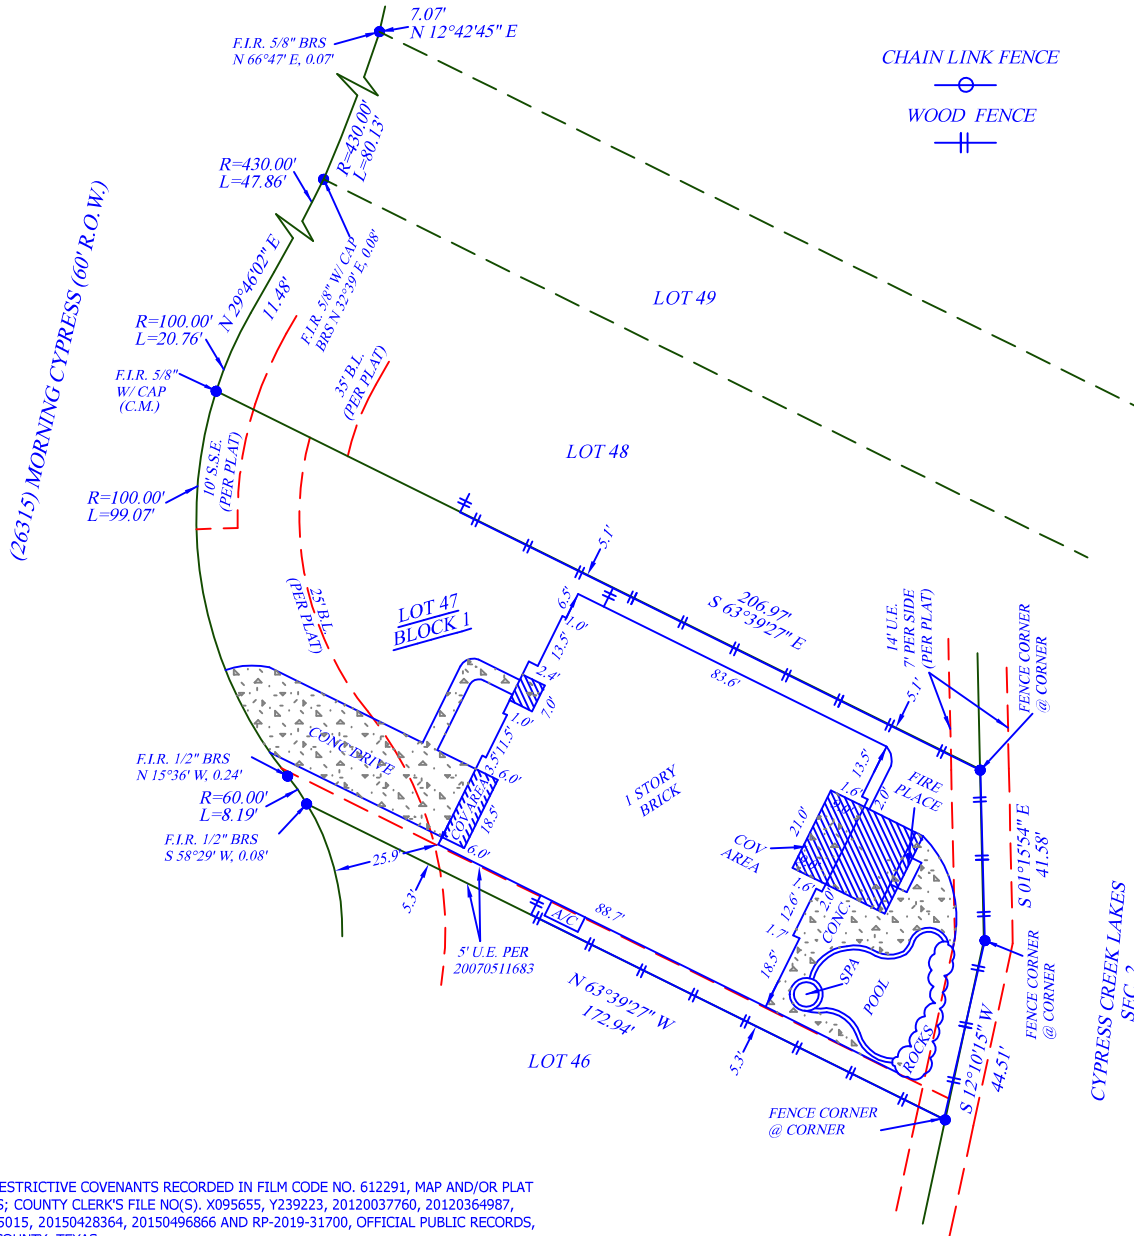 7.07'
N 12°42'45" E
F.I.R. 5/8" BRS
N 66°47' E, 0.07'
CHAIN LINK FENCE
WOOD FENCE
R=430.00'
L=80.13'
R=430.00'
L=47.86'
(26315) MORNING CYPRESS (60' R.O.W.)
N 29°46'02" E
11.48'
F.I.R. 5/8" W/ CAP
BRS N 32°39' E, 0.08'
LOT 49
R=100.00'
L=20.76'
F.I.R. 5/8"
W/ CAP
(C.M.)
35' B.L.
(PER PLAT)
LOT 48
10' S.S.E.
(PER PLAT)
R=100.00'
L=99.07'
5.1'
25' B.L.
(PER PLAT)
LOT 47
BLOCK 1
6.5'
1.0'
13.5'
206.97'
S 63°39'27" E
14' U.E.
7' PER SIDE
(PER PLAT)
FENCE CORNER
@ CORNER
2.4'
7.0'
1.0'
11.5'
83.6'
5.1'
CONC DRIVE
3.5'
6.0'
COV AREA
18.5'
6.0'
F.I.R. 1/2" BRS
N 15°36' W, 0.24'
R=60.00'
L=8.19'
F.I.R. 1/2" BRS
S 58°29' W, 0.08'
1 STORY
BRICK
13.5'
1.6'
2.0'
FIRE
PLACE
21.0'
COV
AREA
1.6'
2.0'
12.6'
1.7'
18.5'
CONC.
S 01°15'54" E
41.58'
25.9'
5.3'
88.7'
A/C
5' U.E. PER
20070511683
N 63°39'27" W
172.94'
SPA
POOL
ROCKS
FENCE CORNER
@ CORNER
CYPRESS CREEK LAKES
SEC. 2
5.3'
S 12°10'15" W
44.51'
LOT 46
FENCE CORNER
@ CORNER
ESTRICTIVE COVENANTS RECORDED IN FILM CODE NO. 612291, MAP AND/OR PLAT
S; COUNTY CLERK'S FILE NO(S). X095655, Y239223, 20120037760, 20120364987,
5015, 20150428364, 20150496866 AND RP-2019-31700, OFFICIAL PUBLIC RECORDS,
COUNTY, TEXAS